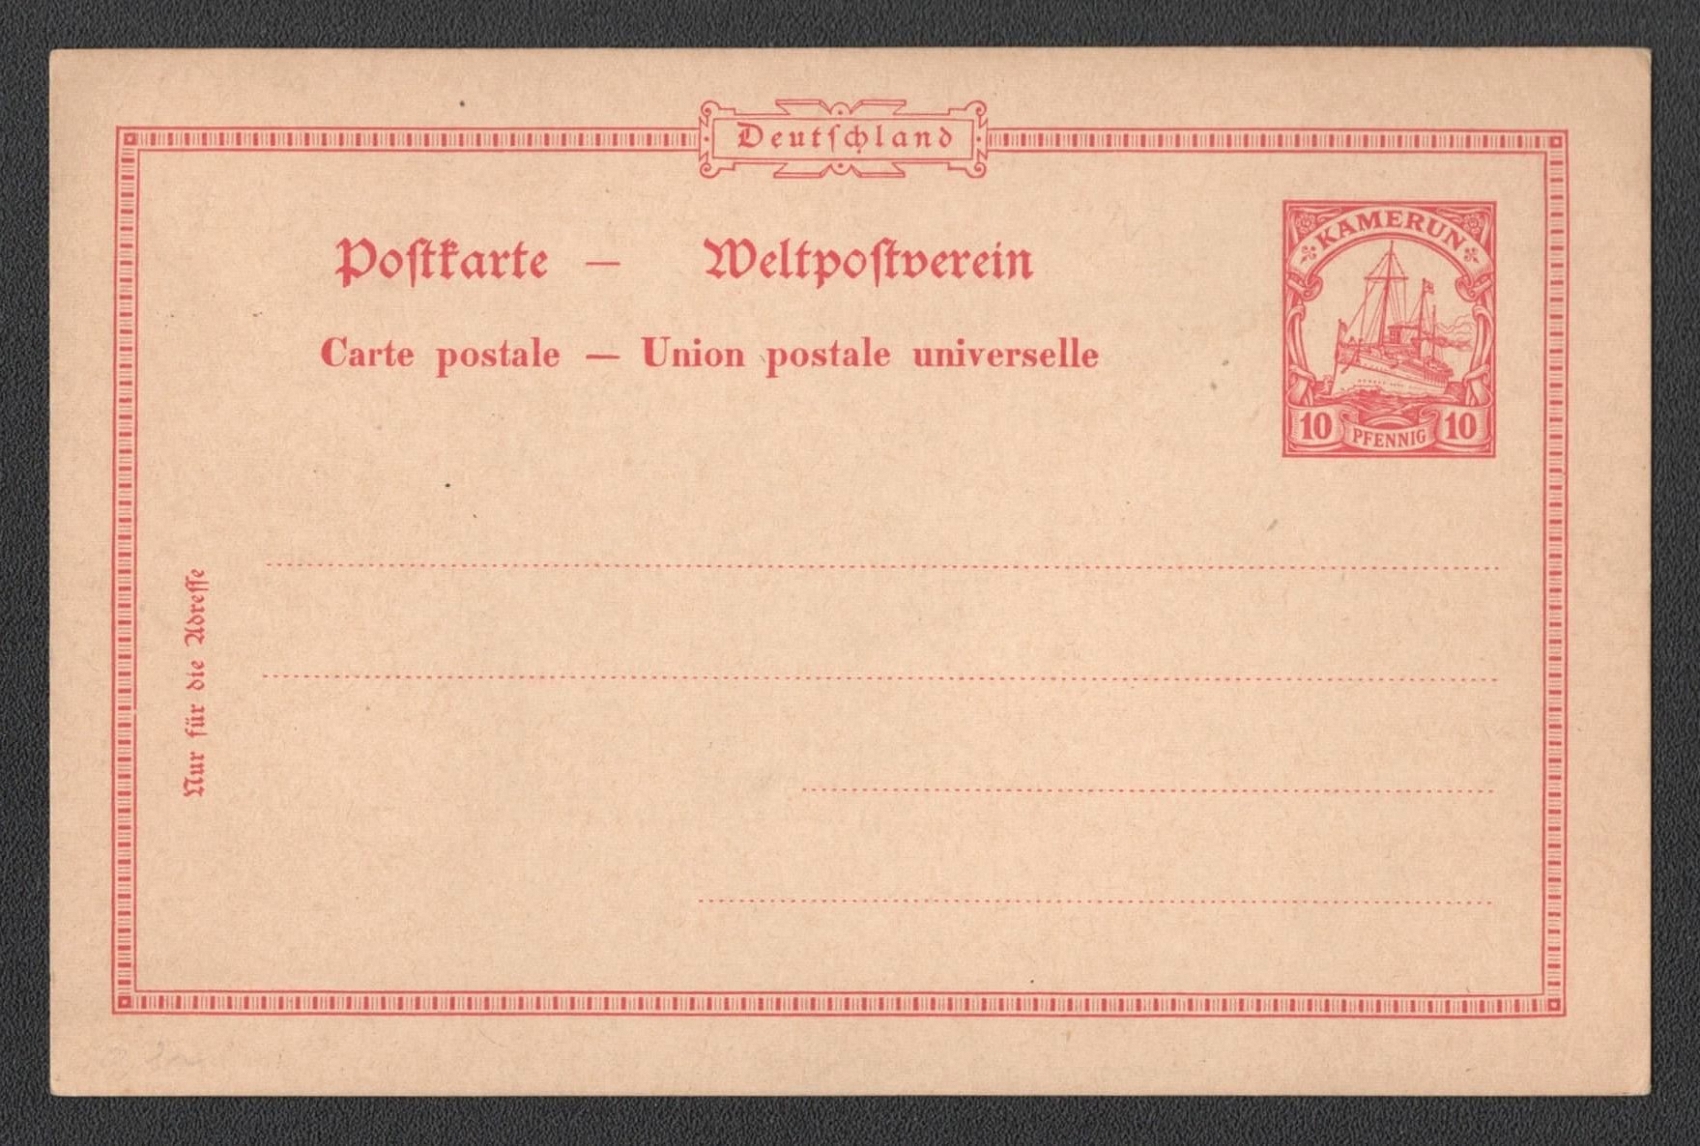 Deutſchland
Poſtkarte — Weltpoſtverein
Carte postale — Union postale universelle
KAMERUN
10 PFENNIG 10
Nur für die Adreſſe